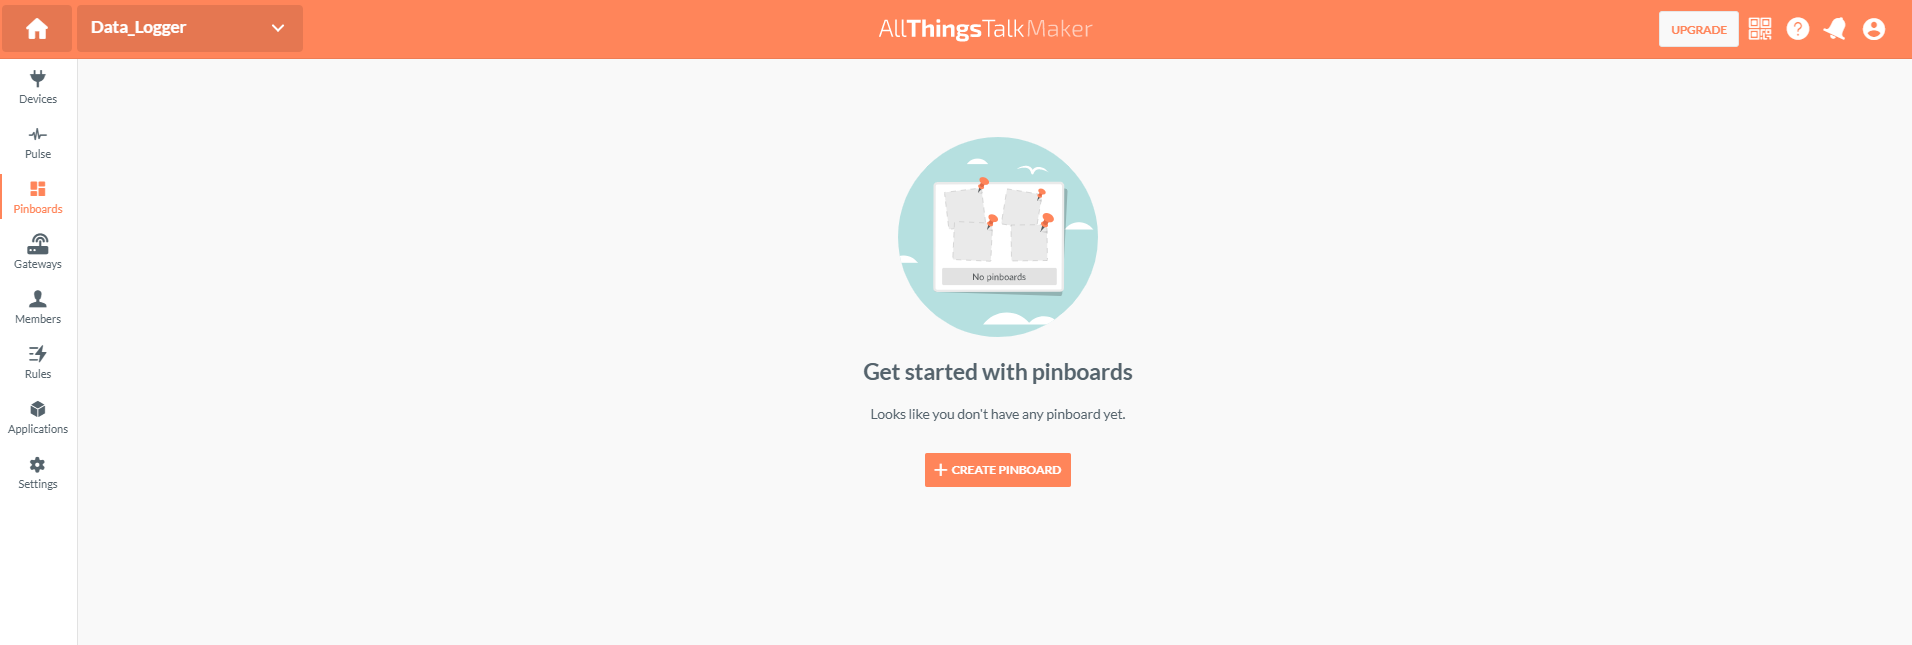 Data_Logger
AllThingsTalkMaker
UPGRADE
?
Devices
Pulse
Pinboards
Gateways
Members
Rules
Applications
Settings
No pinboards
Get started with pinboards
Looks like you don't have any pinboard yet.
CREATE PINBOARD